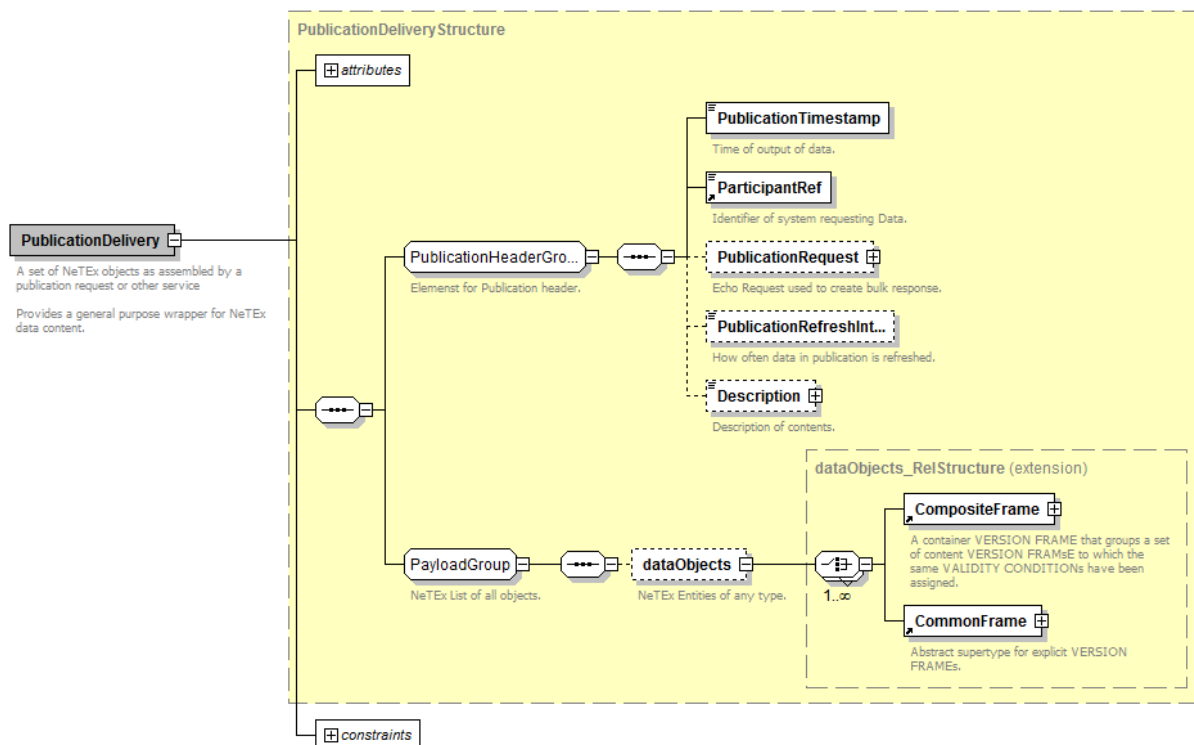 PublicationDeliveryStructure
attributes
PublicationTimestamp
Time of output of data.
ParticipantRef
Identifier of system requesting Data.
PublicationDelivery
A set of NeTEx objects as assembled by a
publication request or other service
Provides a general purpose wrapper for NeTEx
data content.
PublicationHeaderGro...
Elemenst for Publication header.
PublicationRequest
Echo Request used to create bulk response.
PublicationRefreshInt...
How often data in publication is refreshed.
Description
Description of contents.
dataObjects_RelStructure (extension)
CompositeFrame
A container VERSION FRAME that groups a set
of content VERSION FRAMsE to which the
same VALIDITY CONDITIONs have been
assigned.
PayloadGroup
NeTEx List of all objects.
dataObjects
NeTEx Entities of any type.
1..∞
CommonFrame
Abstract supertype for explicit VERSION
FRAMEs.
constraints